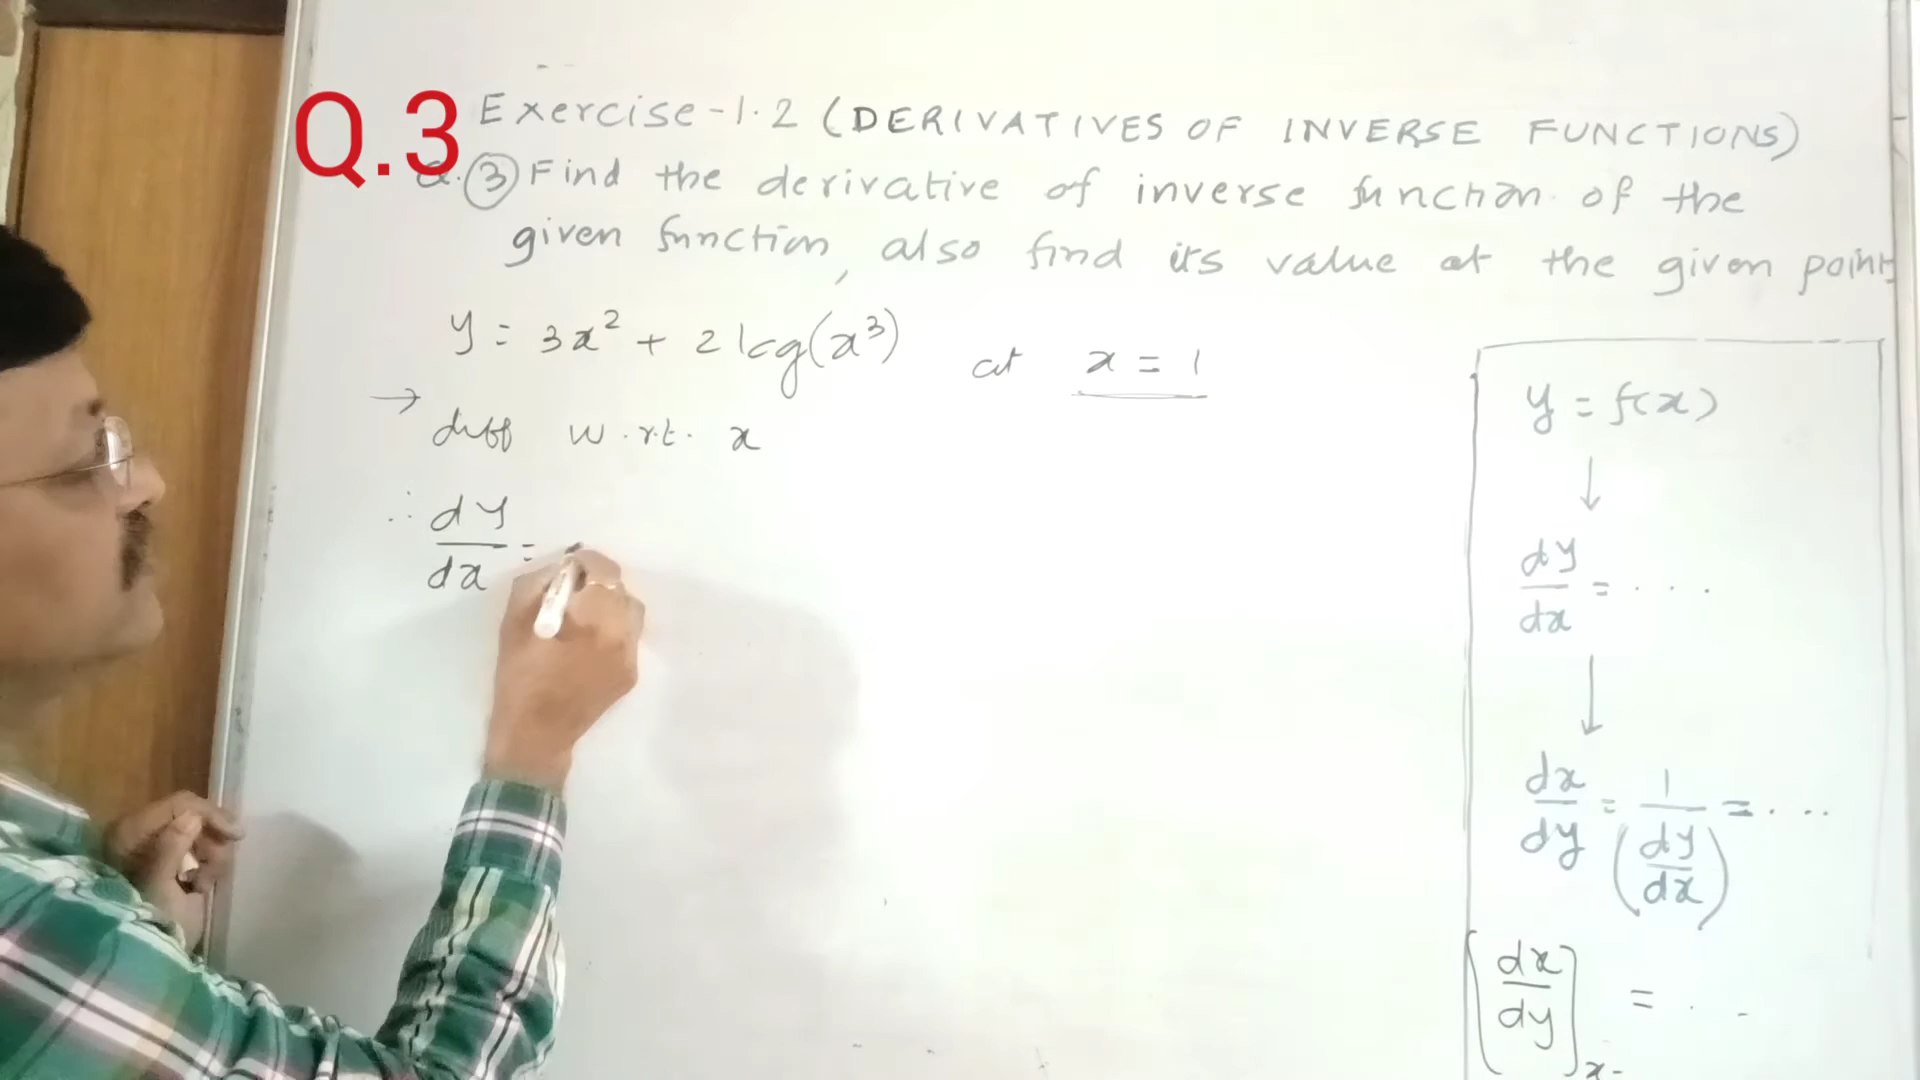 Q.3
Exercise-1.2 (DERIVATIVES OF INVERSE FUNCTIONS)
Q.③ Find the derivative of inverse function of the
given function, also find its value at the given point
y = 3x² + 2 log(x³) at x = 1
→ diff w.r.t. x
∴ dy/dx =
y = f(x)
↓
dy/dx = . . .
↓
dx/dy = 1/(dy/dx) = . . .
[dx/dy]x = . .